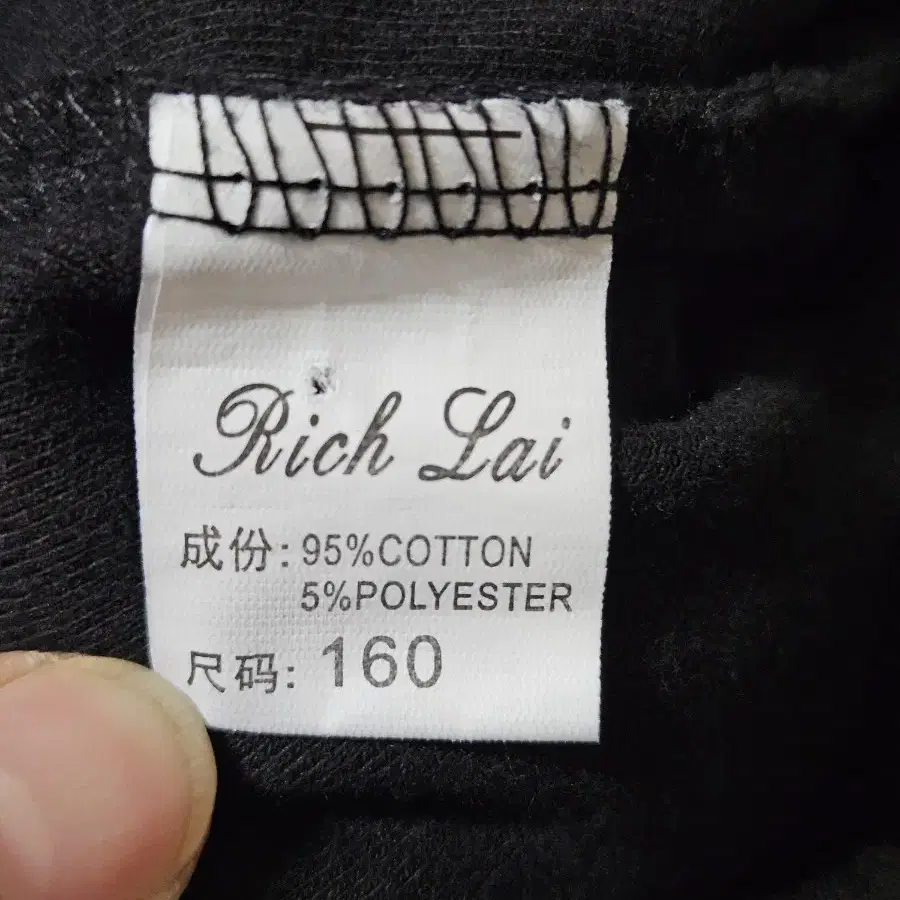 Rich Lai
成份: 95%COTTON
5%POLYESTER
尺码: 160